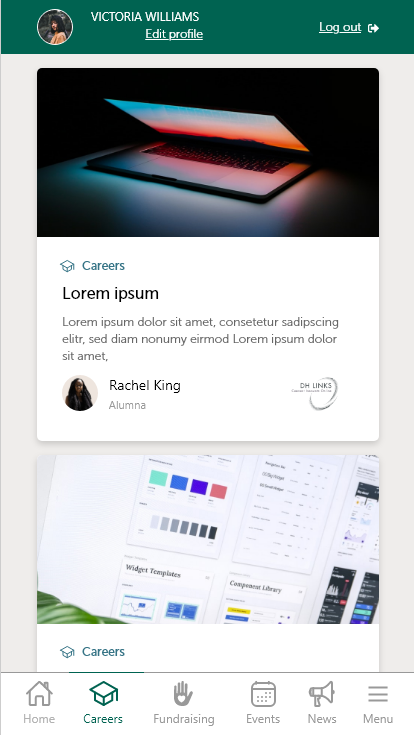 VICTORIA WILLIAMS
Edit profile
Log out
Careers
Lorem ipsum
Lorem ipsum dolor sit amet, consetetur sadipscing
elitr, sed diam nonumy eirmod Lorem ipsum dolor
sit amet,
Rachel King
Alumna
DH LINKS
Widget Templates
Component Library
Careers
Home
Careers
Fundraising
Events
News
Menu